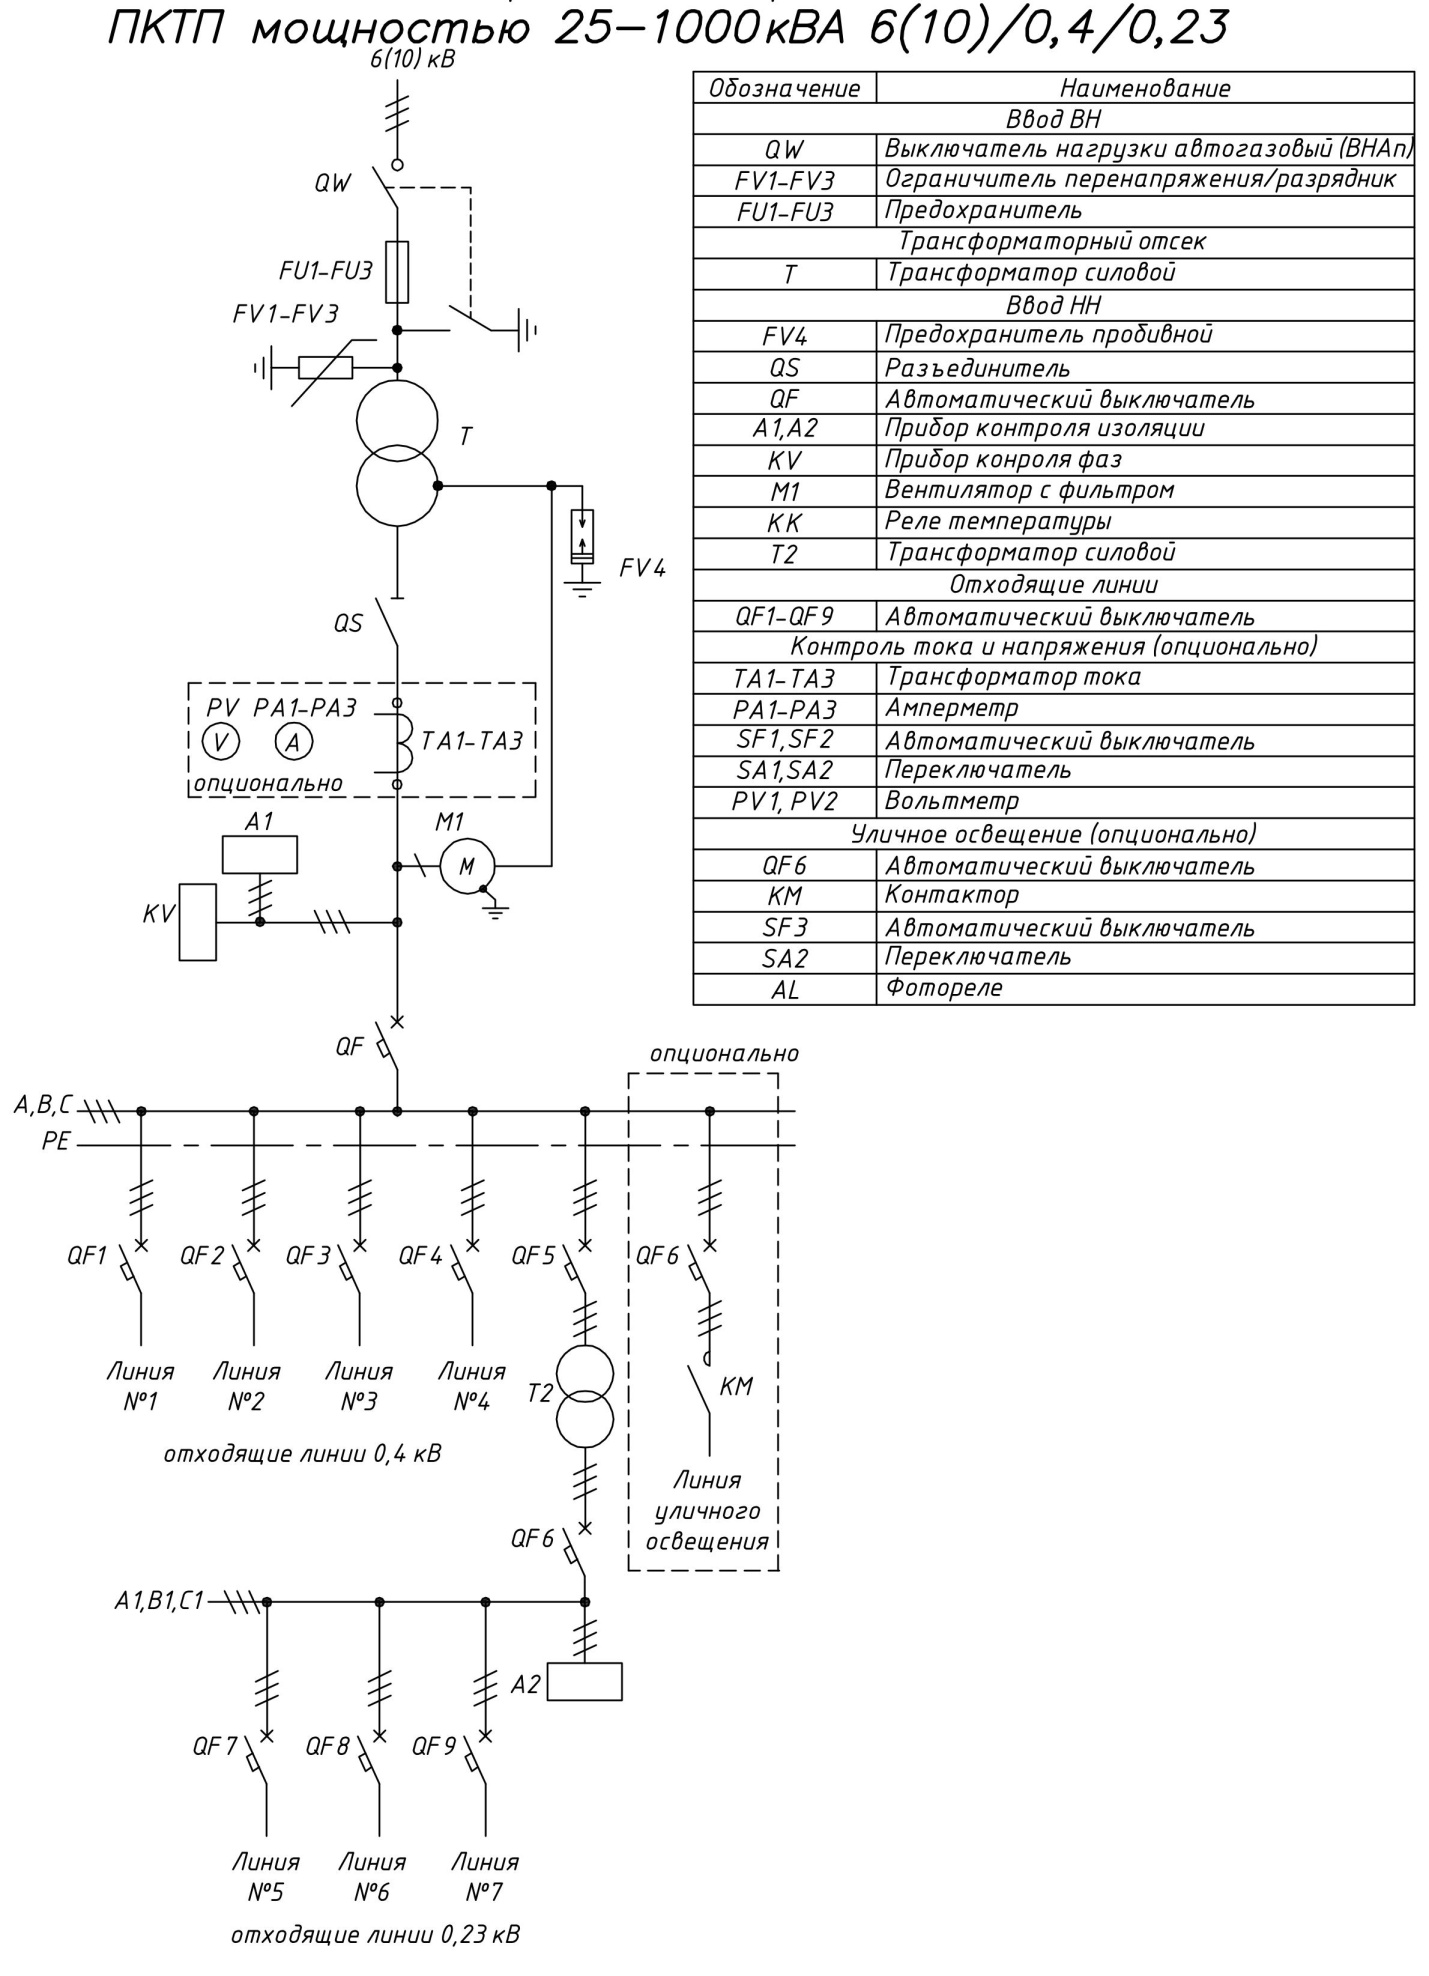 ПКТП мощностью 25-1000кВА 6(10)/0,4/0,23
6(10) кВ
QW
FU1-FU3
FV1-FV3
T
FV4
QS
PV PA1-PA3
V A
TA1-TA3
опционально
A1
M1
M
KV
QF
опционально
A,B,C
PE
QF1 QF2 QF3 QF4 QF5 QF6
T2
KM
Линия №1
Линия №2
Линия №3
Линия №4
отходящие линии 0,4 кВ
Линия
уличного
освещения
QF6
A1,B1,C1
A2
QF7 QF8 QF9
Линия №5
Линия №6
Линия №7
отходящие линии 0,23 кВ
Обозначение Наименование
Ввод ВН
QW Выключатель нагрузки автогазовый (ВНАп)
FV1-FV3 Ограничитель перенапряжения/разрядник
FU1-FU3 Предохранитель
Трансформаторный отсек
T Трансформатор силовой
Ввод НН
FV4 Предохранитель пробивной
QS Разъединитель
QF Автоматический выключатель
A1,A2 Прибор контроля изоляции
KV Прибор конроля фаз
M1 Вентилятор с фильтром
KK Реле температуры
T2 Трансформатор силовой
Отходящие линии
QF1-QF9 Автоматический выключатель
Контроль тока и напряжения (опционально)
TA1-TA3 Трансформатор тока
PA1-PA3 Амперметр
SF1,SF2 Автоматический выключатель
SA1,SA2 Переключатель
PV1, PV2 Вольтметр
Уличное освещение (опционально)
QF6 Автоматический выключатель
KM Контактор
SF3 Автоматический выключатель
SA2 Переключатель
AL Фотореле